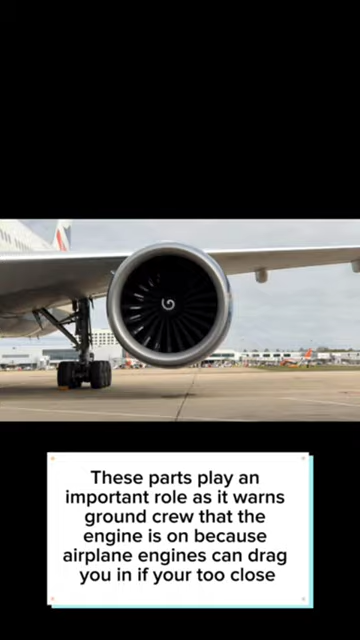 These parts play an
important role as it warns
ground crew that the
engine is on because
airplane engines can drag
you in if your too close